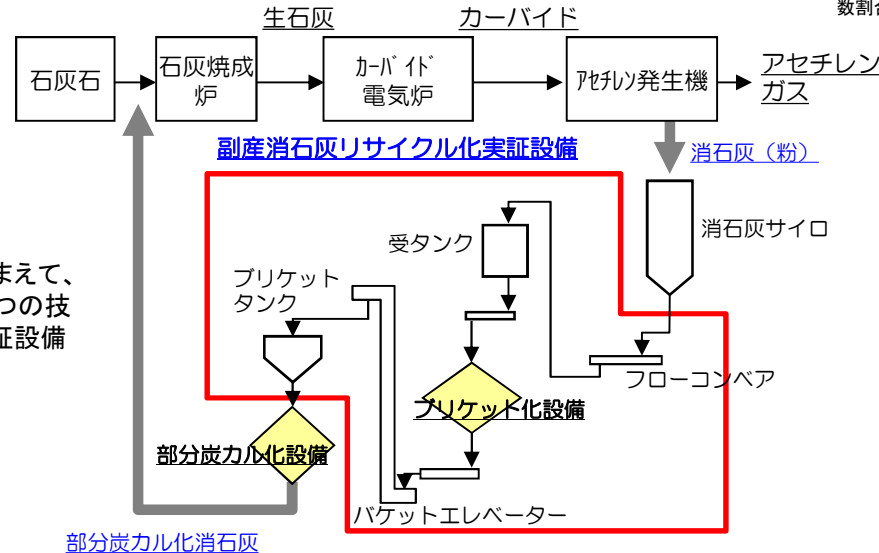 数割合
生石灰
カーバイド
石灰石
石灰焼成
炉
カーバイド
電気炉
アセチレン発生機
アセチレン
ガス
副産消石灰リサイクル化実証設備
消石灰（粉）
消石灰サイロ
受タンク
まえて、
つの技
証設備
ブリケット
タンク
フローコンベア
ブリケット化設備
部分炭カル化設備
バケットエレベーター
部分炭カル化消石灰